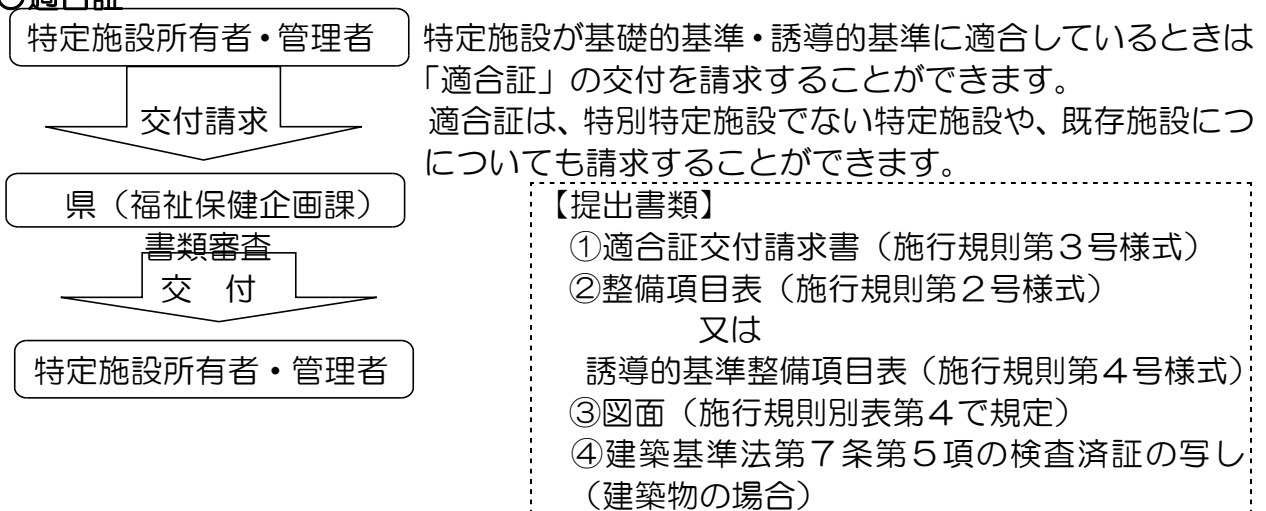 〇適合証
特定施設所有者・管理者
交付請求
県（福祉保健企画課）
書類審査
交　付
特定施設所有者・管理者
特定施設が基礎的基準・誘導的基準に適合しているときは
「適合証」の交付を請求することができます。
適合証は、特別特定施設でない特定施設や、既存施設につ
についても請求することができます。
【提出書類】
①適合証交付請求書（施行規則第３号様式）
②整備項目表（施行規則第２号様式）
又は
誘導的基準整備項目表（施行規則第４号様式）
③図面（施行規則別表第４で規定）
④建築基準法第７条第５項の検査済証の写し
（建築物の場合）